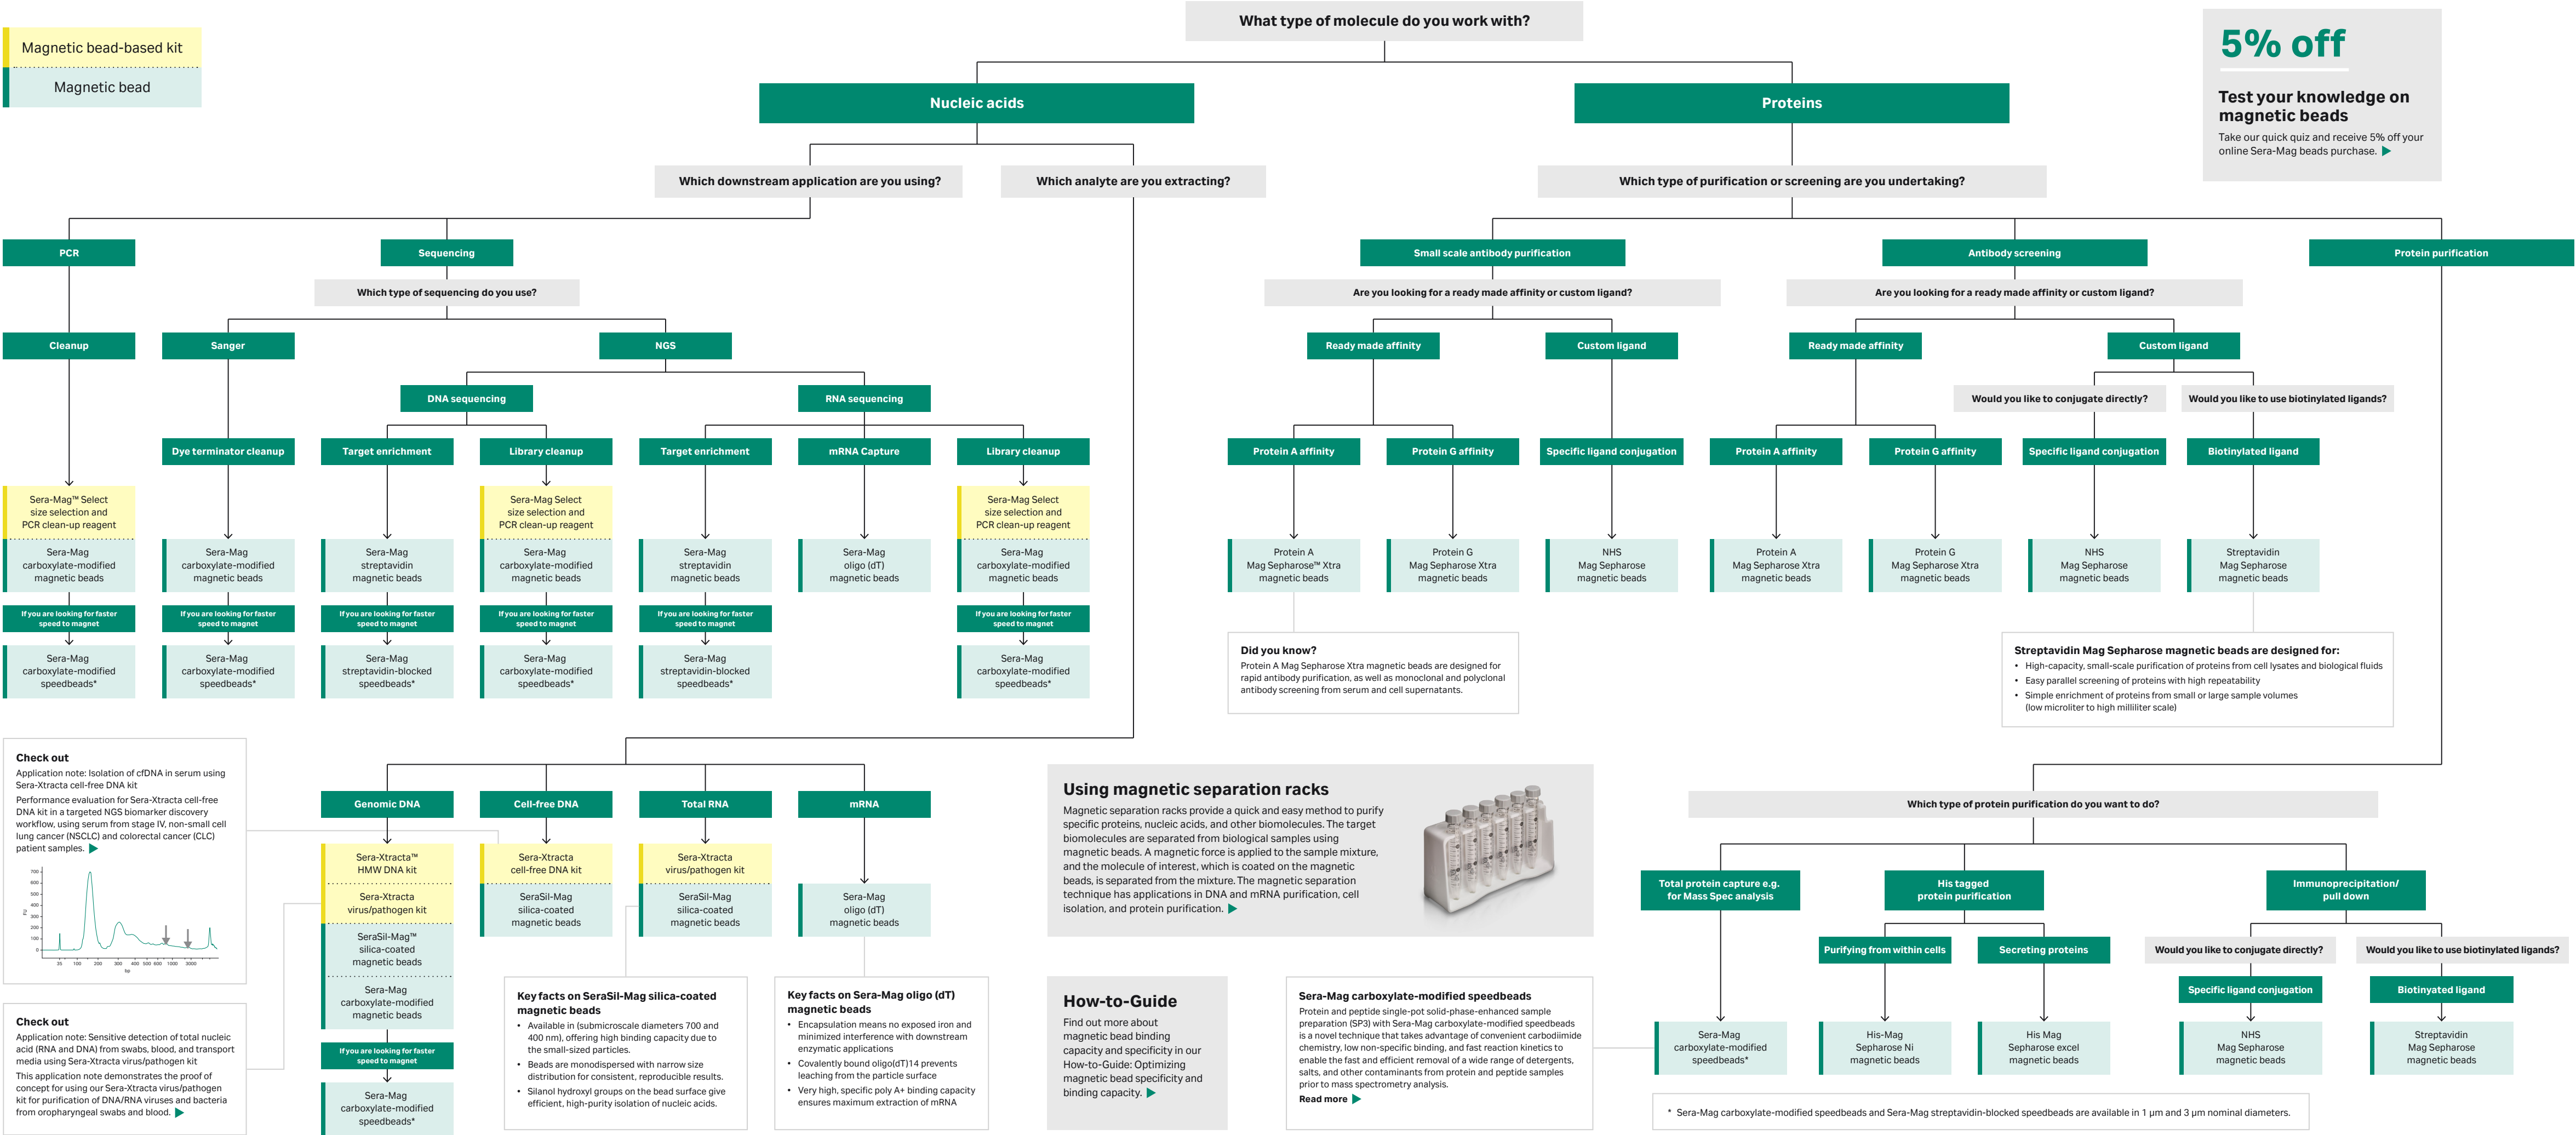 What type of molecule do you work with?
Magnetic bead-based kit
Magnetic bead
5% off
Test your knowledge on
magnetic beads
Take our quick quiz and receive 5% off your
online Sera-Mag beads purchase.
Nucleic acids
Proteins
Which downstream application are you using?
Which analyte are you extracting?
Which type of purification or screening are you undertaking?
PCR
Sequencing
Small scale antibody purification
Antibody screening
Protein purification
Which type of sequencing do you use?
Are you looking for a ready made affinity or custom ligand?
Are you looking for a ready made affinity or custom ligand?
Cleanup
Sanger
NGS
Ready made affinity
Custom ligand
Ready made affinity
Custom ligand
DNA sequencing
RNA sequencing
Would you like to conjugate directly?
Would you like to use biotinylated ligands?
Dye terminator cleanup
Target enrichment
Library cleanup
Target enrichment
mRNA Capture
Library cleanup
Protein A affinity
Protein G affinity
Specific ligand conjugation
Protein A affinity
Protein G affinity
Specific ligand conjugation
Biotinylated ligand
Sera-Mag™ Select
size selection and
PCR clean-up reagent
Sera-Mag Select
size selection and
PCR clean-up reagent
Sera-Mag Select
size selection and
PCR clean-up reagent
Sera-Mag
carboxylate-modified
magnetic beads
Sera-Mag
carboxylate-modified
magnetic beads
Sera-Mag
streptavidin
magnetic beads
Sera-Mag
carboxylate-modified
magnetic beads
Sera-Mag
streptavidin
magnetic beads
Sera-Mag
oligo (dT)
magnetic beads
Sera-Mag
carboxylate-modified
magnetic beads
Protein A
Mag Sepharose™ Xtra
magnetic beads
Protein G
Mag Sepharose Xtra
magnetic beads
NHS
Mag Sepharose
magnetic beads
Protein A
Mag Sepharose Xtra
magnetic beads
Protein G
Mag Sepharose Xtra
magnetic beads
NHS
Mag Sepharose
magnetic beads
Streptavidin
Mag Sepharose
magnetic beads
If you are looking for faster
speed to magnet
If you are looking for faster
speed to magnet
If you are looking for faster
speed to magnet
If you are looking for faster
speed to magnet
If you are looking for faster
speed to magnet
If you are looking for faster
speed to magnet
Sera-Mag
carboxylate-modified
speedbeads*
Sera-Mag
carboxylate-modified
speedbeads*
Sera-Mag
streptavidin-blocked
speedbeads*
Sera-Mag
carboxylate-modified
speedbeads*
Sera-Mag
streptavidin-blocked
speedbeads*
Sera-Mag
carboxylate-modified
speedbeads*
Did you know?
Protein A Mag Sepharose Xtra magnetic beads are designed for
rapid antibody purification, as well as monoclonal and polyclonal
antibody screening from serum and cell supernatants.
Streptavidin Mag Sepharose magnetic beads are designed for:
• High-capacity, small-scale purification of proteins from cell lysates and biological fluids
• Easy parallel screening of proteins with high repeatability
• Simple enrichment of proteins from small or large sample volumes
(low microliter to high milliliter scale)
Check out
Application note: Isolation of cfDNA in serum using
Sera-Xtracta cell-free DNA kit
Performance evaluation for Sera-Xtracta cell-free
DNA kit in a targeted NGS biomarker discovery
workflow, using serum from stage IV, non-small cell
lung cancer (NSCLC) and colorectal cancer (CLC)
patient samples.
FU
700
600
500
400
300
200
100
0
35 100 200 300 400 500 600 1000 3000
bp
Check out
Application note: Sensitive detection of total nucleic
acid (RNA and DNA) from swabs, blood, and transport
media using Sera-Xtracta virus/pathogen kit
This application note demonstrates the proof of
concept for using our Sera-Xtracta virus/pathogen
kit for purification of DNA/RNA viruses and bacteria
from oropharyngeal swabs and blood.
Genomic DNA
Cell-free DNA
Total RNA
mRNA
Sera-Xtracta™
HMW DNA kit
Sera-Xtracta
virus/pathogen kit
SeraSil-Mag™
silica-coated
magnetic beads
Sera-Mag
carboxylate-modified
magnetic beads
If you are looking for faster
speed to magnet
Sera-Mag
carboxylate-modified
speedbeads*
Sera-Xtracta
cell-free DNA kit
SeraSil-Mag
silica-coated
magnetic beads
Sera-Xtracta
virus/pathogen kit
SeraSil-Mag
silica-coated
magnetic beads
Sera-Mag
oligo (dT)
magnetic beads
Key facts on SeraSil-Mag silica-coated
magnetic beads
• Available in (submicroscale diameters 700 and
400 nm), offering high binding capacity due to
the small-sized particles.
• Beads are monodispersed with narrow size
distribution for consistent, reproducible results.
• Silanol hydroxyl groups on the bead surface give
efficient, high-purity isolation of nucleic acids.
Key facts on Sera-Mag oligo (dT)
magnetic beads
• Encapsulation means no exposed iron and
minimized interference with downstream
enzymatic applications
• Covalently bound oligo(dT)14 prevents
leaching from the particle surface
• Very high, specific poly A+ binding capacity
ensures maximum extraction of mRNA
Using magnetic separation racks
Magnetic separation racks provide a quick and easy method to purify
specific proteins, nucleic acids, and other biomolecules. The target
biomolecules are separated from biological samples using
magnetic beads. A magnetic force is applied to the sample mixture,
and the molecule of interest, which is coated on the magnetic
beads, is separated from the mixture. The magnetic separation
technique has applications in DNA and mRNA purification, cell
isolation, and protein purification.
How-to-Guide
Find out more about
magnetic bead binding
capacity and specificity in our
How-to-Guide: Optimizing
magnetic bead specificity and
binding capacity.
Sera-Mag carboxylate-modified speedbeads
Protein and peptide single-pot solid-phase-enhanced sample
preparation (SP3) with Sera-Mag carboxylate-modified speedbeads
is a novel technique that takes advantage of convenient carbodiimide
chemistry, low non-specific binding, and fast reaction kinetics to
enable the fast and efficient removal of a wide range of detergents,
salts, and other contaminants from protein and peptide samples
prior to mass spectrometry analysis.
Read more
Which type of protein purification do you want to do?
Total protein capture e.g.
for Mass Spec analysis
His tagged
protein purification
Immunoprecipitation/
pull down
Purifying from within cells
Secreting proteins
Would you like to conjugate directly?
Would you like to use biotinylated ligands?
Specific ligand conjugation
Biotinyated ligand
Sera-Mag
carboxylate-modified
speedbeads*
His-Mag
Sepharose Ni
magnetic beads
His Mag
Sepharose excel
magnetic beads
NHS
Mag Sepharose
magnetic beads
Streptavidin
Mag Sepharose
magnetic beads
* Sera-Mag carboxylate-modified speedbeads and Sera-Mag streptavidin-blocked speedbeads are available in 1 µm and 3 µm nominal diameters.